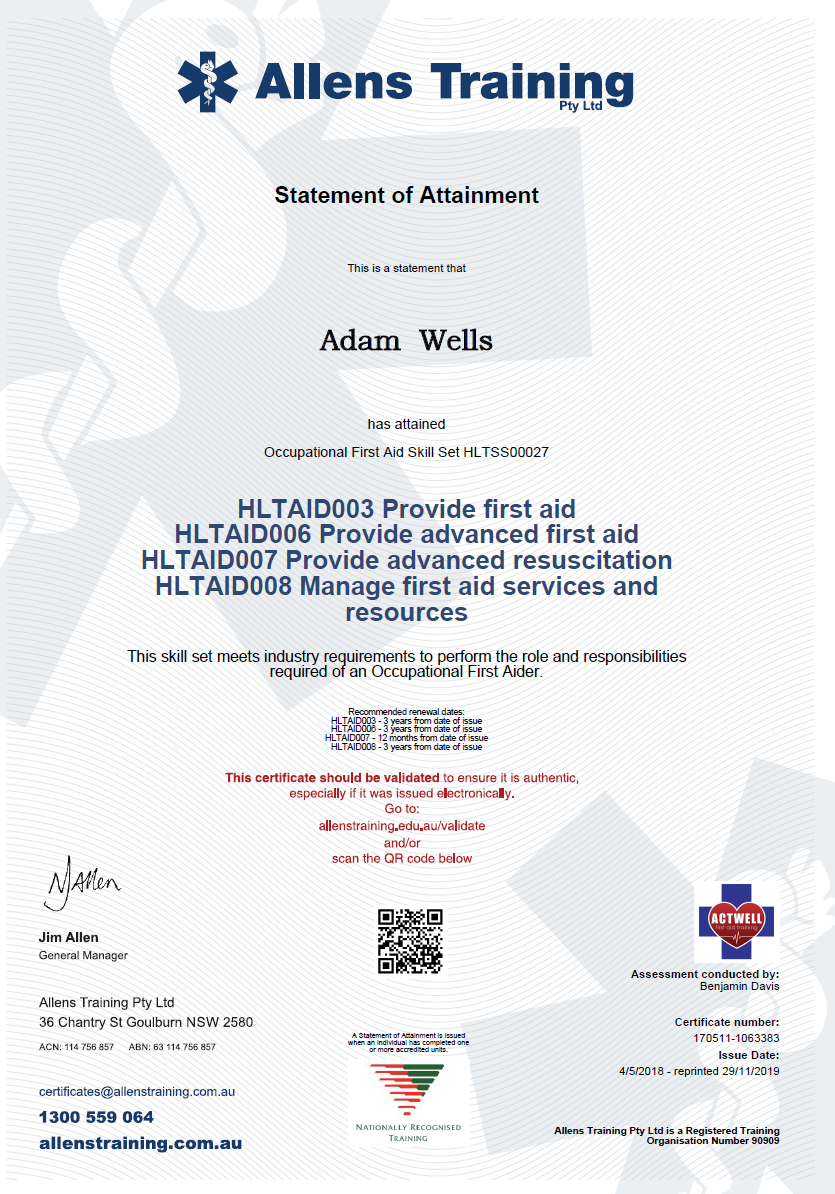 Allens Training
Pty Ltd
Statement of Attainment
This is a statement that
Adam Wells
has attained
Occupational First Aid Skill Set HLTSS00027
HLTAID003 Provide first aid
HLTAID006 Provide advanced first aid
HLTAID007 Provide advanced resuscitation
HLTAID008 Manage first aid services and
resources
This skill set meets industry requirements to perform the role and responsibilities
required of an Occupational First Aider.
Recommended renewal dates:
HLTAID003 - 3 years from date of issue
HLTAID006 - 3 years from date of issue
HLTAID007 - 12 months from date of issue
HLTAID008 - 3 years from date of issue
This certificate should be validated to ensure it is authentic,
especially if it was issued electronically.
Go to:
allenstraining.edu.au/validate
and/or
scan the QR code below
NJAllen
Jim Allen
General Manager
Allens Training Pty Ltd
36 Chantry St Goulburn NSW 2580
ACN: 114 756 857 ABN: 63 114 756 857
certificates@allenstraining.com.au
1300 559 064
allenstraining.com.au
A Statement of Attainment is issued
when an individual has completed one
or more accredited units.
NATIONALLY RECOGNISED
TRAINING
ACTWELL
first aid training
Assessment conducted by:
Benjamin Davis
Certificate number:
170511-1063383
Issue Date:
4/5/2018 - reprinted 29/11/2019
Allens Training Pty Ltd is a Registered Training
Organisation Number 90909